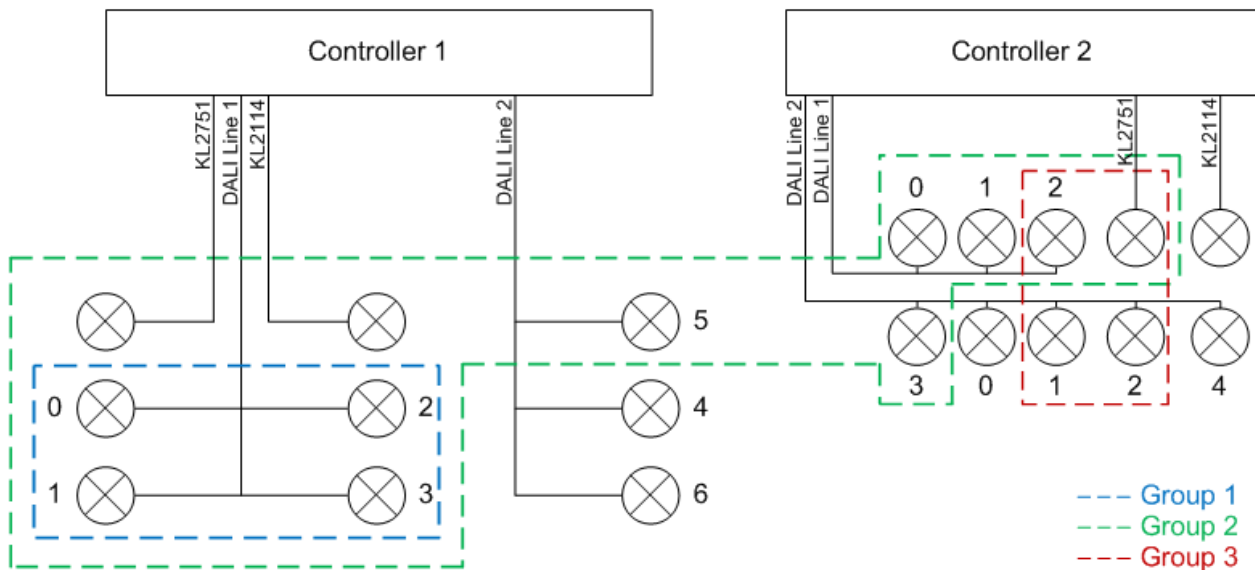 Controller 1
Controller 2
KL2751
DALI Line 1
KL2114
DALI Line 2
DALI Line 2
DALI Line 1
KL2751
KL2114
0
1
2
5
0
2
4
3
0
1
2
4
1
3
6
Group 1
Group 2
Group 3